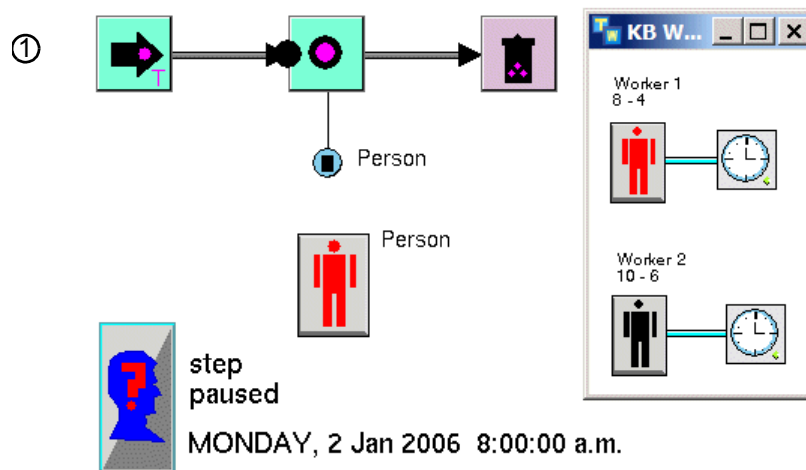 ①
T
Person
Person
step
paused
MONDAY, 2 Jan 2006 8:00:00 a.m.
TW KB W...
Worker 1
8 - 4
Worker 2
10 - 6